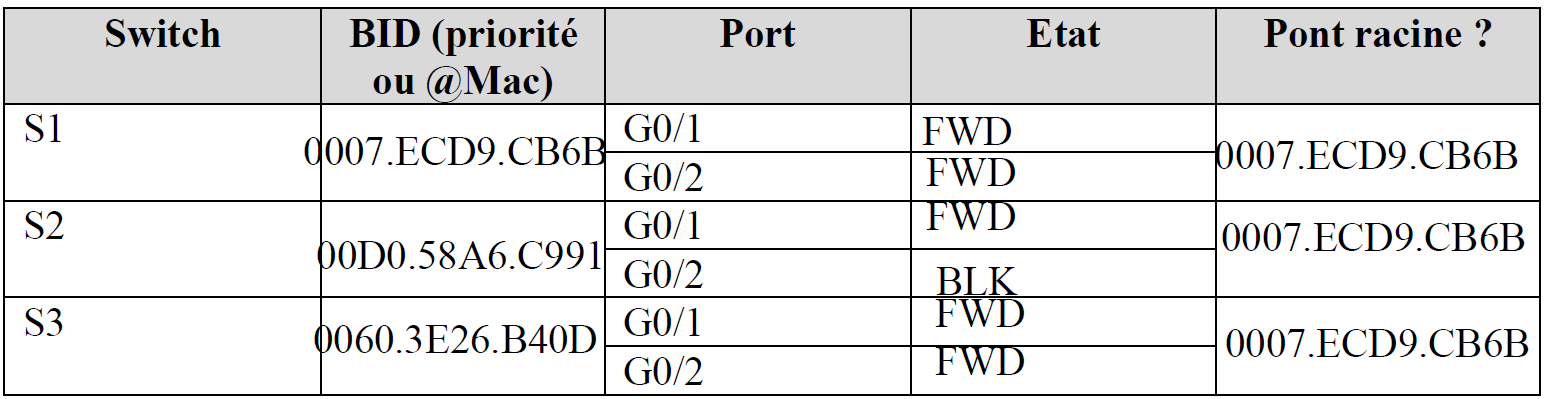 Switch
BID (priorité
ou @Mac)
Port
Etat
Pont racine ?
S1
0007.ECD9.CB6B
G0/1
FWD
G0/2
FWD
0007.ECD9.CB6B
S2
00D0.58A6.C991
G0/1
FWD
G0/2
BLK
0007.ECD9.CB6B
S3
0060.3E26.B40D
G0/1
FWD
G0/2
FWD
0007.ECD9.CB6B